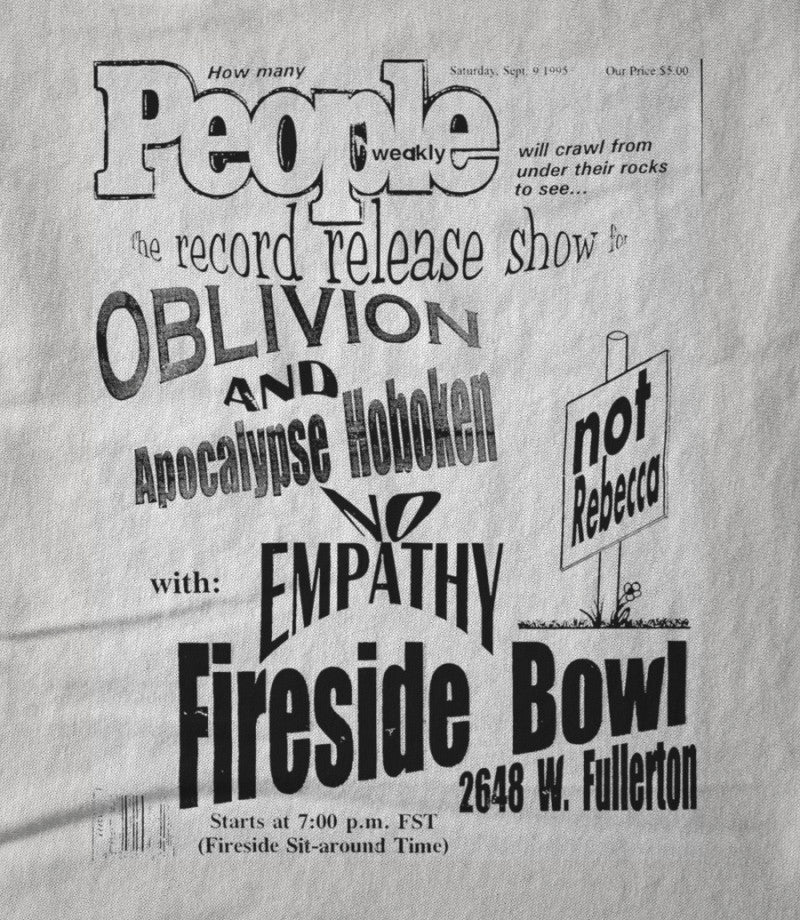 How many
Saturday, Sept. 9 1995
Our Price $5.00
People
weakly
will crawl from
under their rocks
to see...
The record release show for
OBLIVION
AND
Apocalypse Hoboken
not
Rebecca
NO
with: EMPATHY
Fireside Bowl
2648 W. Fullerton
Starts at 7:00 p.m. FST
(Fireside Sit-around Time)